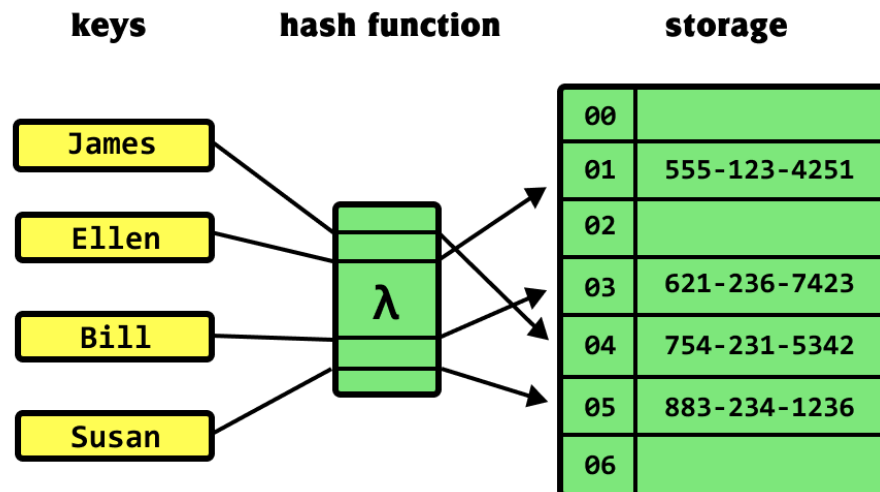 keys
hash function
storage
James
Ellen
Bill
Susan
λ
00
01 555-123-4251
02
03 621-236-7423
04 754-231-5342
05 883-234-1236
06